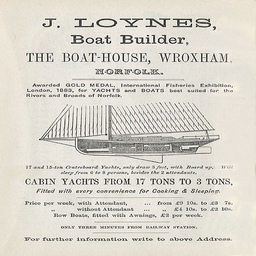 J. LOYNES,
Boat Builder,
THE BOAT-HOUSE, WROXHAM.
NORFOLK.
Awarded GOLD MEDAL, International Fisheries Exhibition,
London, 1883, for YACHTS and BOATS best suited for the
Rivers and Broads of Norfolk.
17 and 15-ton Centreboard Yachts, only draw 2 feet, with Board up. Will
sleep from 6 to 8 persons, besides the 2 attendants.
CABIN YACHTS FROM 17 TONS TO 3 TONS,
Fitted with every convenience for Cooking & Sleeping.
Price per week, with Attendant, ... from £9 10s. to £3 7s.
without Attendant ... „ £4 10s. to £2 10s.
Row Boats, fitted with Awnings, £2 per week.
ONLY THREE MINUTES FROM RAILWAY STATION.
For further information write to above Address.